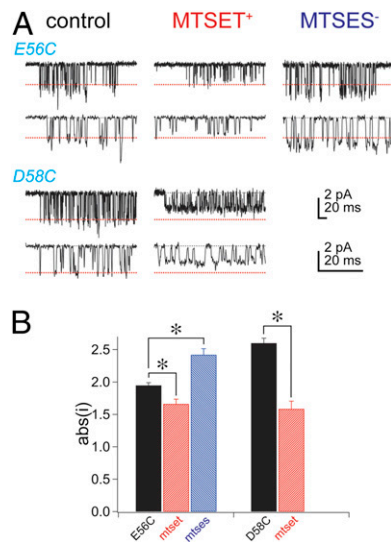 A control MTSET+ MTSES-
E56C
D58C
2 pA
20 ms
2 pA
20 ms
B
* * *
abs(i)
2.5
2.0
1.5
1.0
0.5
0.0
E56C mtset mtses D58C mtset